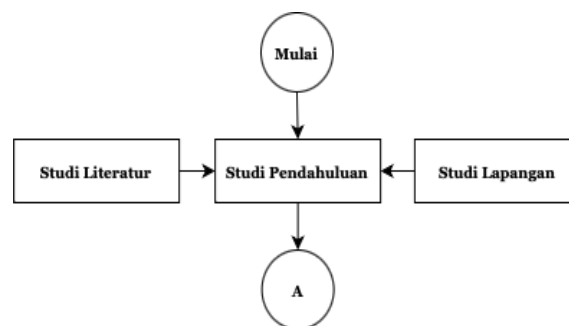 Mulai
Studi Literatur
Studi Pendahuluan
Studi Lapangan
A